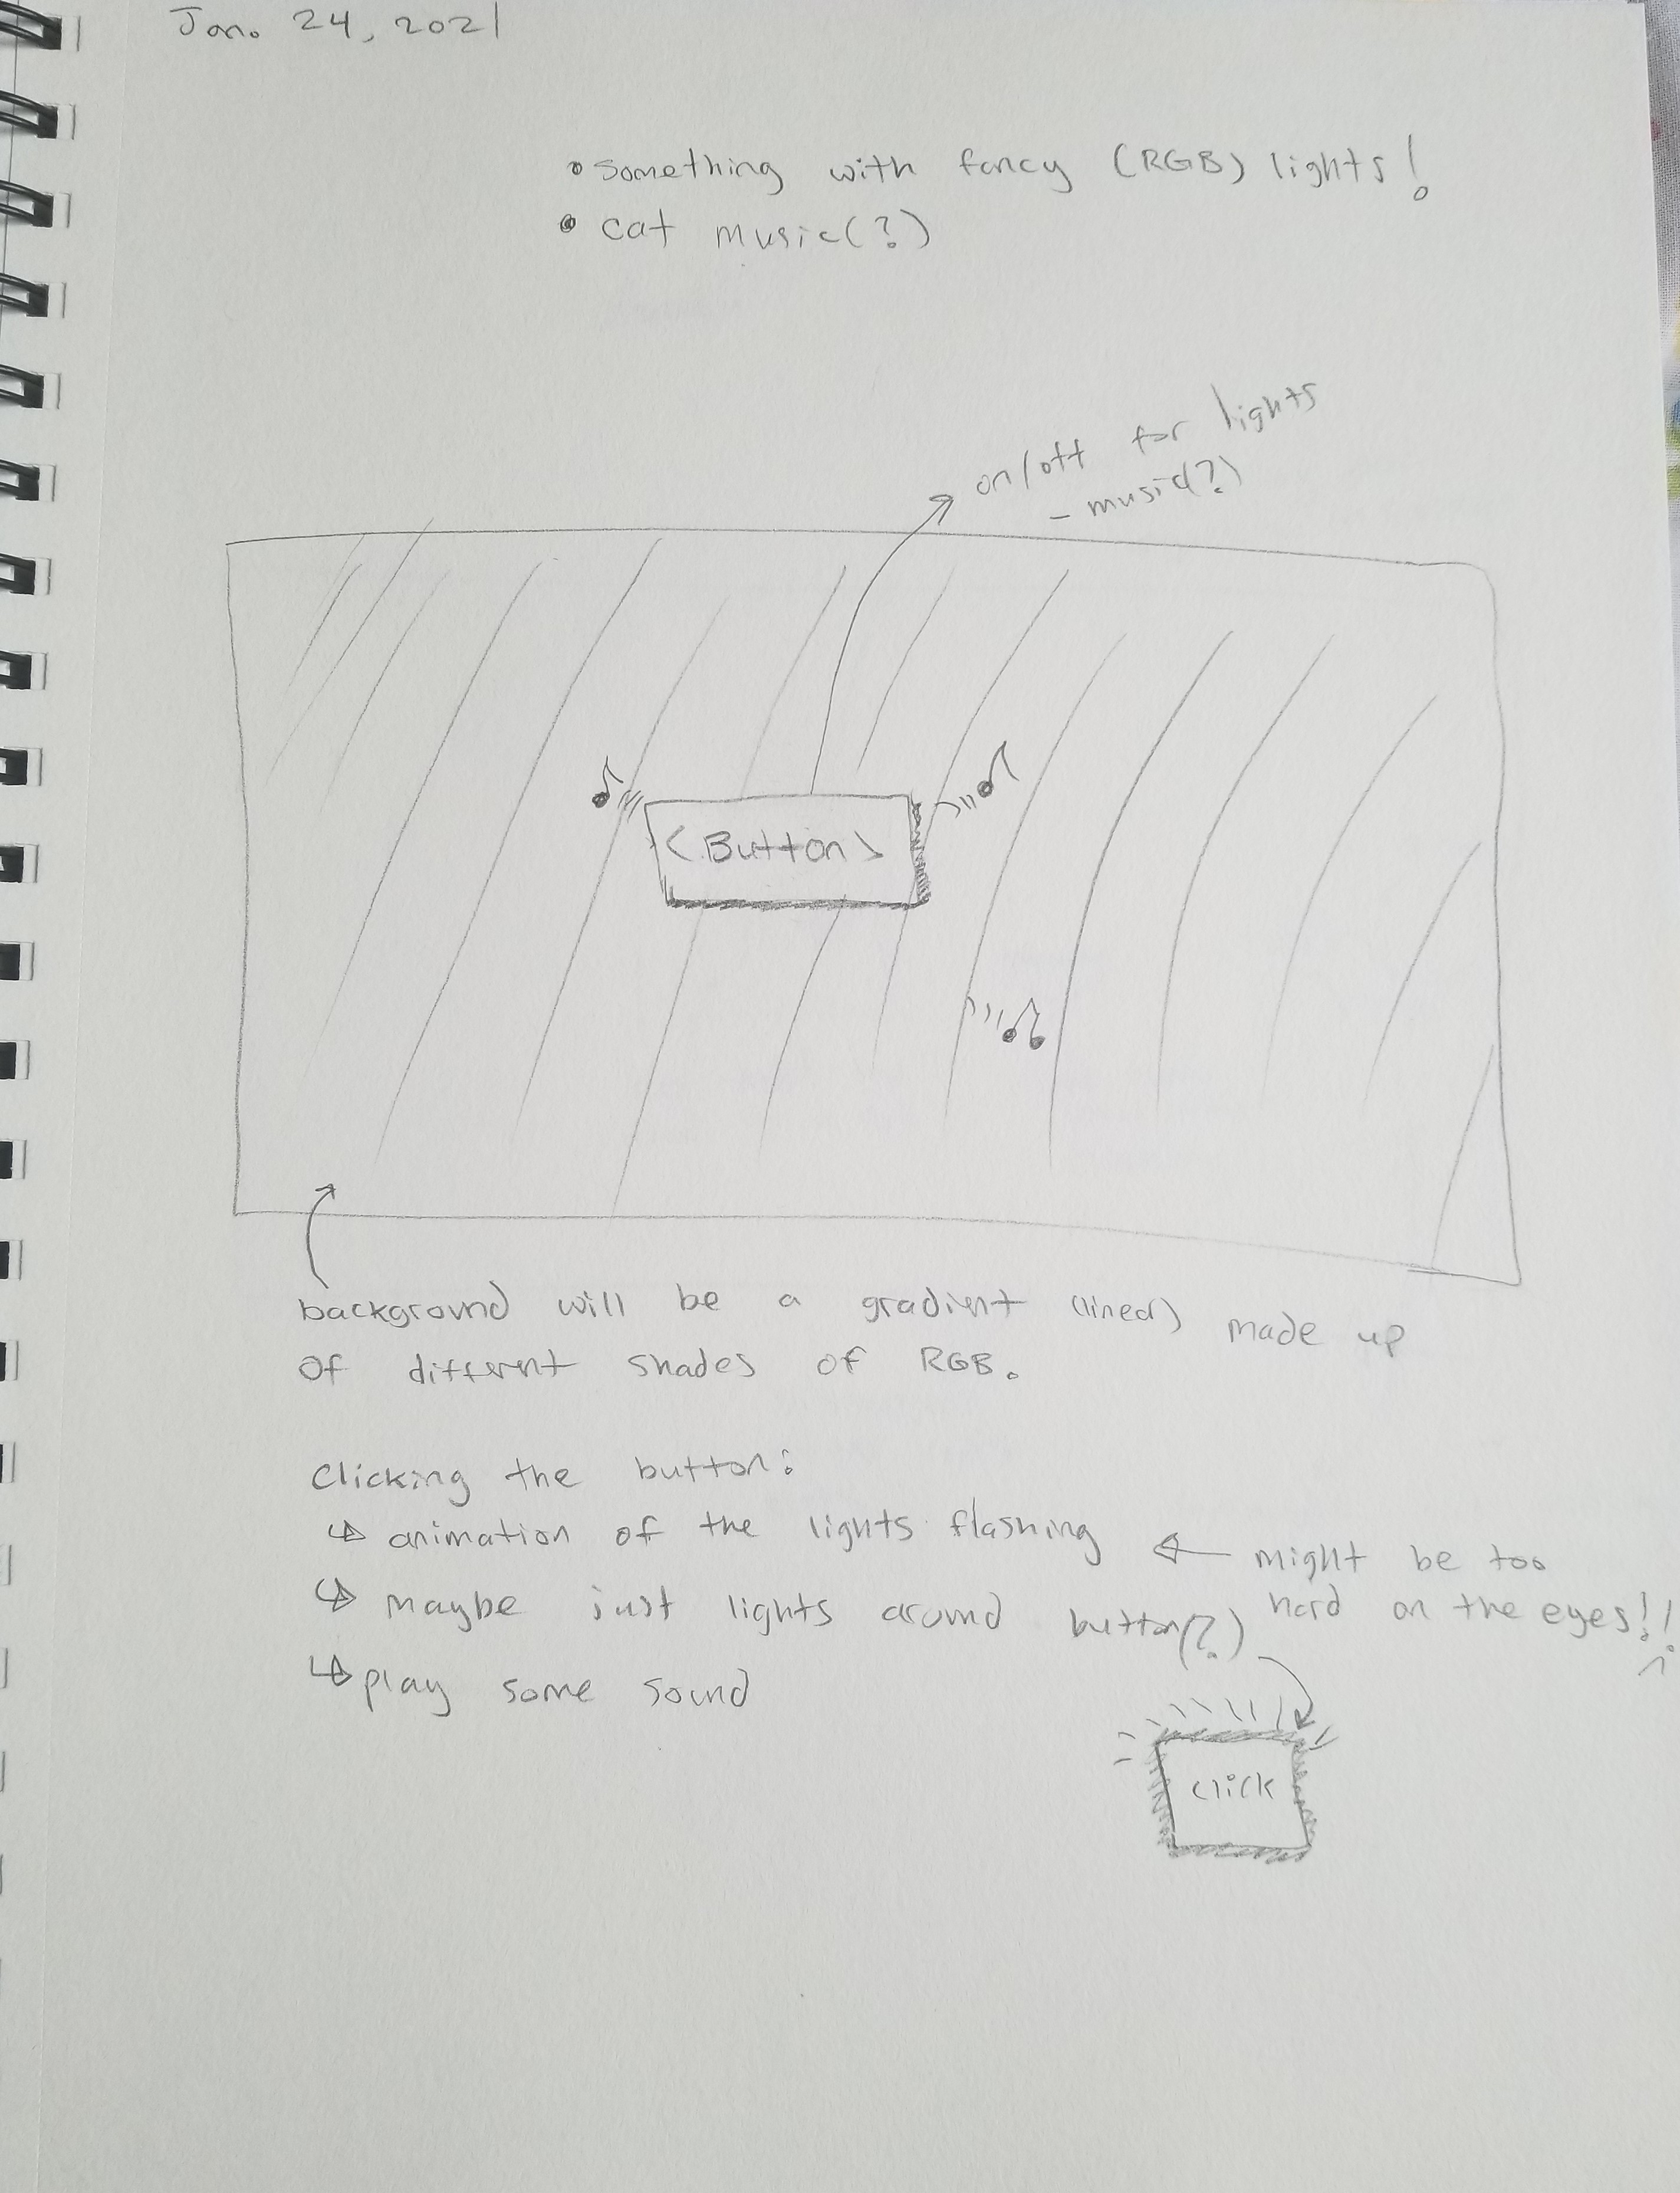 Jan. 24, 2021
• something with fancy (RGB) lights!
• cat music(?)
on/off for lights
- music(?)
<Button>
background will be a gradient (linear) made up
of different shades of RGB.
Clicking the button:
↳ animation of the lights flashing ← might be too
hard on the eyes!!
↳ maybe just lights around button(?)
↳ play some sound
click